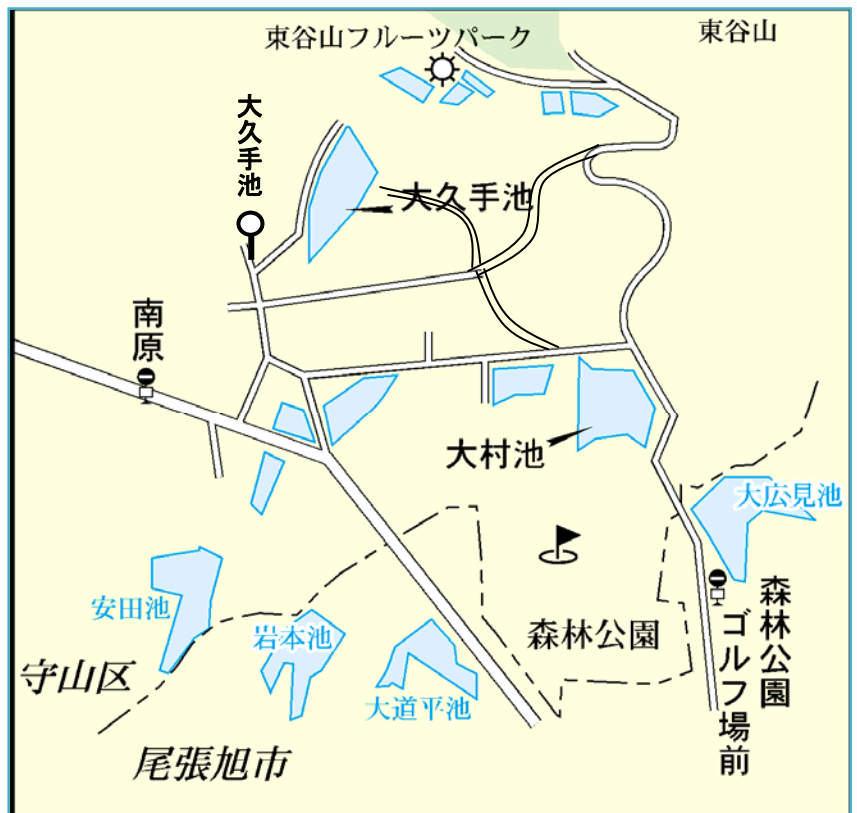 東谷山フルーツパーク
東谷山
大久手池
大久手池
南原
大村池
大広見池
安田池
岩本池
森林公園
森林公園
ゴルフ場前
守山区
大道平池
尾張旭市